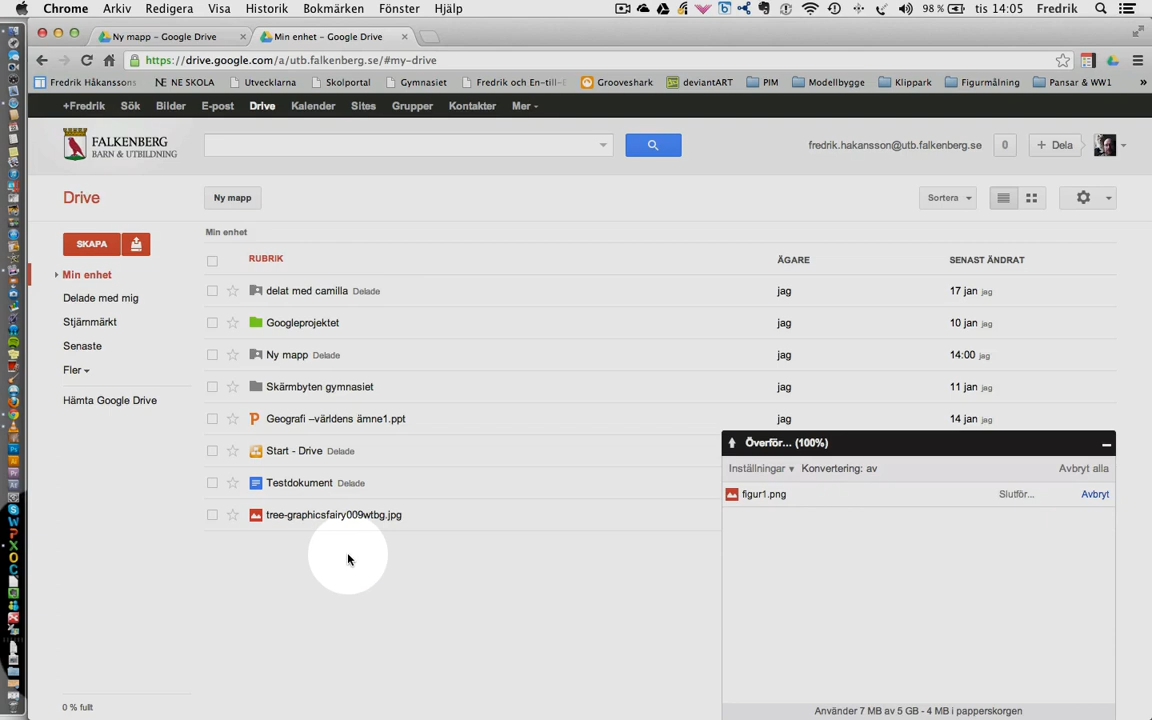 Chrome Arkiv Redigera Visa Historik Bokmärken Fönster Hjälp 98 % tis 14:05 Fredrik
Ny mapp – Google Drive × Min enhet – Google Drive ×
https://drive.google.com/a/utb.falkenberg.se/#my-drive
Fredrik Håkanssons NE NE SKOLA Utvecklarna Skolportal Gymnasiet Fredrik och En-till-E Grooveshark deviantART PIM Modellbygge Klippark Figurmålning Pansar & WW1 »
+Fredrik Sök Bilder E-post Drive Kalender Sites Grupper Kontakter Mer
FALKENBERG
BARN & UTBILDNING
fredrik.hakansson@utb.falkenberg.se 0 + Dela
Drive Ny mapp Sortera
Min enhet
SKAPA
RUBRIK ÄGARE SENAST ÄNDRAT
Min enhet
Delade med mig
Stjärnmärkt
Senaste
Fler
Hämta Google Drive
delat med camilla Delade jag 17 jan jag
Googleprojektet jag 10 jan jag
Ny mapp Delade jag 14:00 jag
Skärmbyten gymnasiet jag 11 jan jag
Geografi –världens ämne1.ppt jag 14 jan jag
Start - Drive Delade
Testdokument Delade
tree-graphicsfairy009wtbg.jpg
Överför... (100%)
Inställningar Konvertering: av Avbryt alla
figur1.png Slutför... Avbryt
0 % fullt
Använder 7 MB av 5 GB - 4 MB i papperskorgen